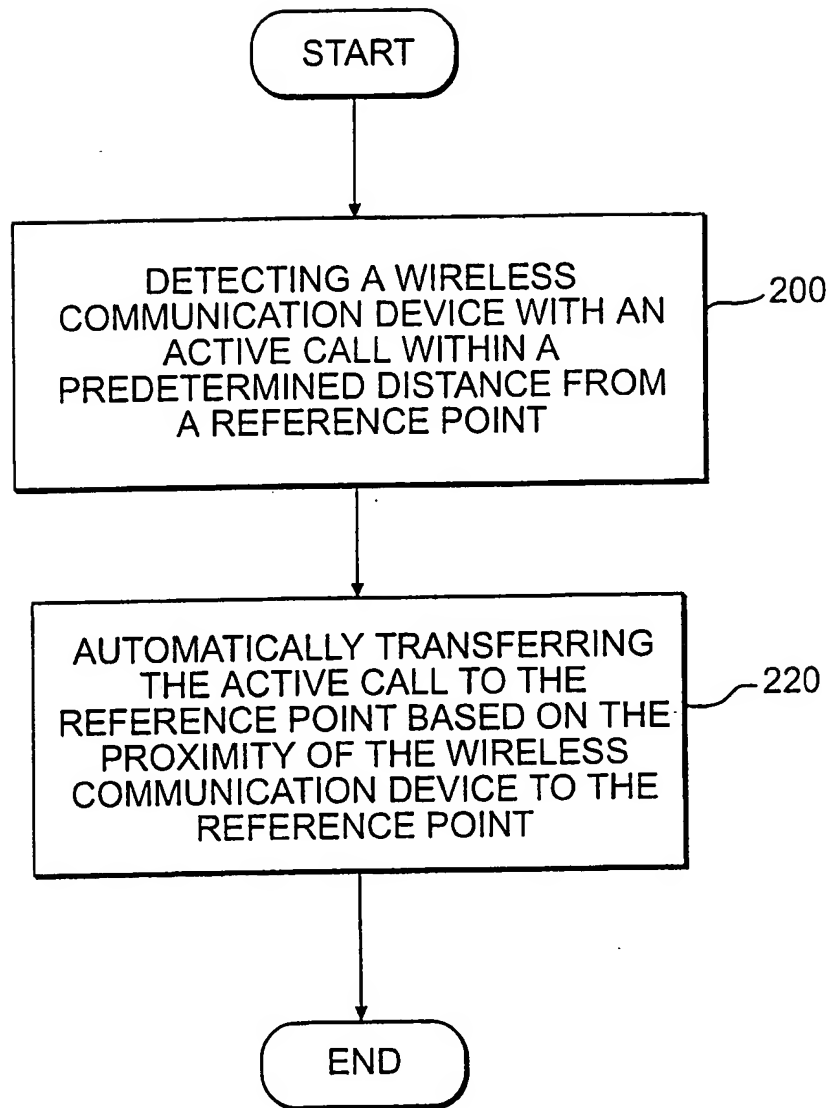 START
DETECTING A WIRELESS
COMMUNICATION DEVICE WITH AN
ACTIVE CALL WITHIN A
PREDETERMINED DISTANCE FROM
A REFERENCE POINT
200
AUTOMATICALLY TRANSFERRING
THE ACTIVE CALL TO THE
REFERENCE POINT BASED ON THE
PROXIMITY OF THE WIRELESS
COMMUNICATION DEVICE TO THE
REFERENCE POINT
220
END